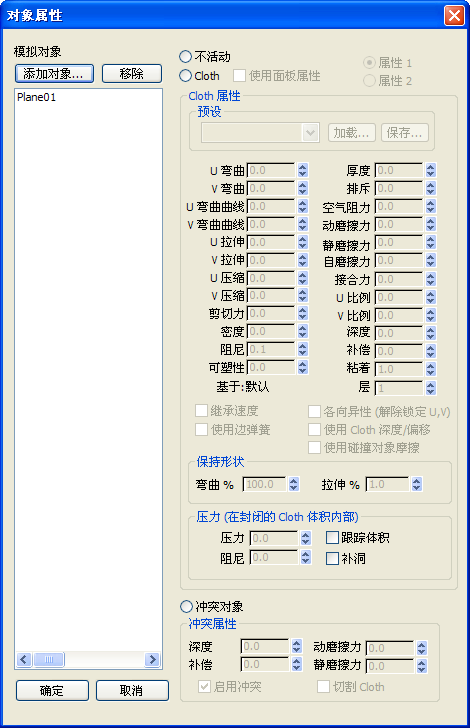 对象属性
模拟对象
添加对象... 移除
Plane01
不活动
Cloth 使用面板属性
属性 1
属性 2
Cloth 属性
预设
加载... 保存...
U 弯曲 0.0 厚度 0.0
V 弯曲 0.0 排斥 0.0
U 弯曲曲线 0.0 空气阻力 0.0
V 弯曲曲线 0.0 动磨擦力 0.0
U 拉伸 0.0 静磨擦力 0.0
V 拉伸 0.0 自磨擦力 0.0
U 压缩 0.0 接合力 0.0
V 压缩 0.0 U 比例 0.0
剪切力 0.0 V 比例 0.0
密度 0.0 深度 0.0
阻尼 0.1 补偿 0.0
可塑性 0.0 粘着 1.0
基于:默认 层 1
继承速度 各向异性 (解除锁定 U,V)
使用边弹簧 使用 Cloth 深度/偏移
使用碰撞对象摩擦
保持形状
弯曲 % 100.0 拉伸 % 1.0
压力 (在封闭的 Cloth 体积内部)
压力 0.0 跟踪体积
阻尼 0.0 补洞
冲突对象
冲突属性
深度 0.0 动磨擦力 0.0
补偿 0.0 静磨擦力 0.0
启用冲突 切割 Cloth
确定 取消